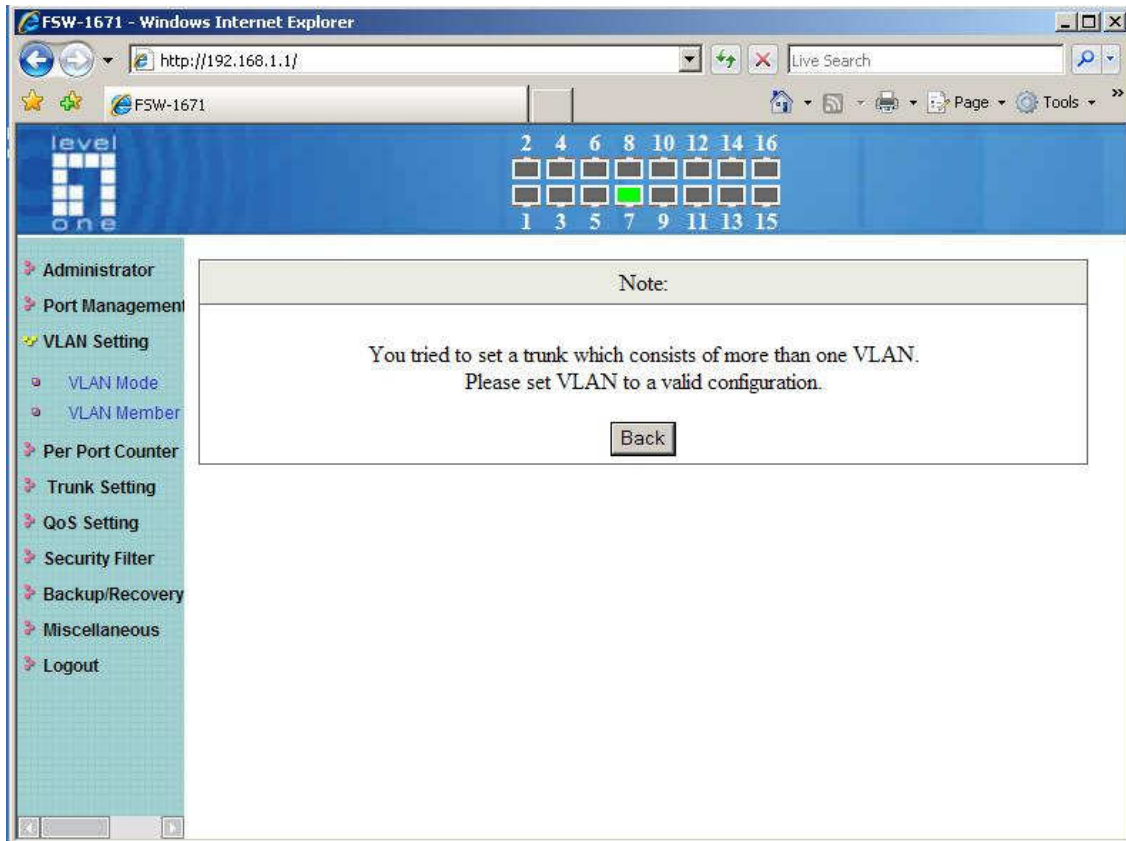 FSW-1671 - Windows Internet Explorer
http://192.168.1.1/
Live Search
FSW-1671
Page
Tools
level
one
2 4 6 8 10 12 14 16
1 3 5 7 9 11 13 15
Administrator
Port Management
VLAN Setting
VLAN Mode
VLAN Member
Per Port Counter
Trunk Setting
QoS Setting
Security Filter
Backup/Recovery
Miscellaneous
Logout
Note:
You tried to set a trunk which consists of more than one VLAN.
Please set VLAN to a valid configuration.
Back